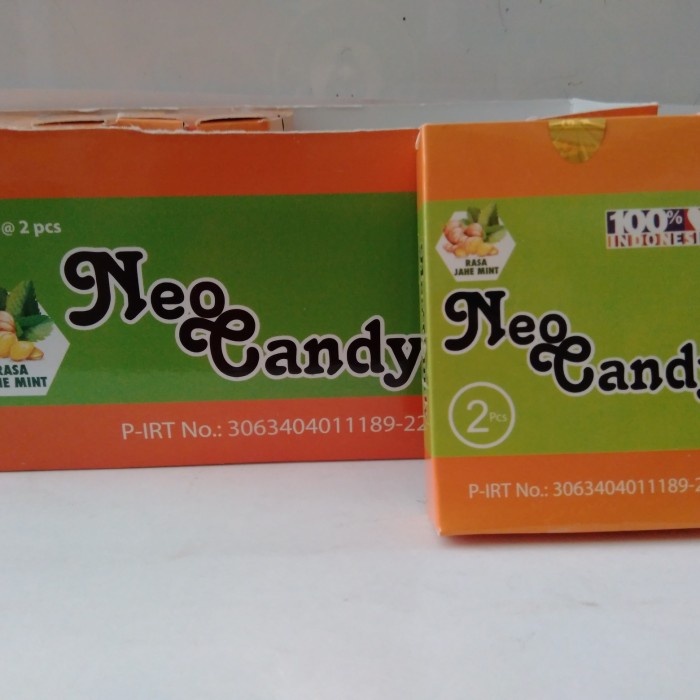 @ 2 pcs
RASA
JAHE MINT
Neo
Candy
P-IRT No.: 3063404011189-22
100%
INDONES
RASA
JAHE MINT
Neo
Candy
2 Pcs
P-IRT No.: 3063404011189-2